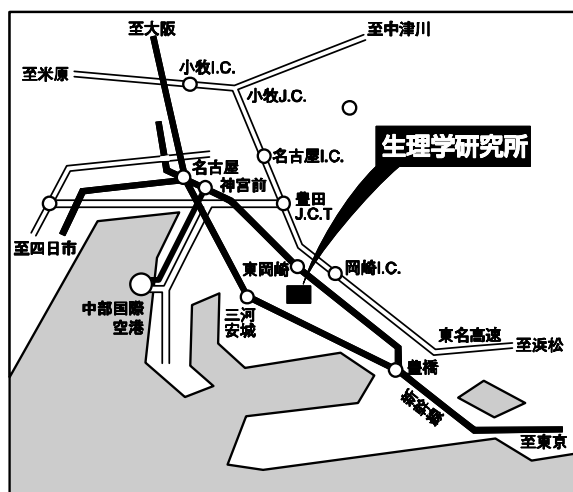 至大阪
至中津川
至米原
小牧I.C.
小牧J.C.
生理学研究所
名古屋I.C.
名古屋
神宮前
豊田
J.C.T
至四日市
東岡崎
岡崎I.C.
中部国際
空港
三河
安城
東名高速
至浜松
豊橋
新幹線
至東京